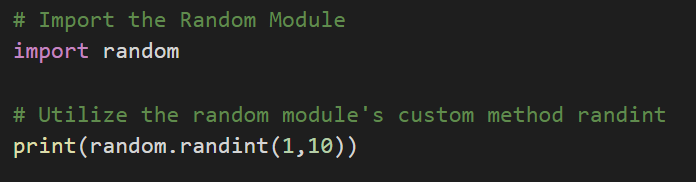 # Import the Random Module
import random
# Utilize the random module's custom method randint
print(random.randint(1,10))